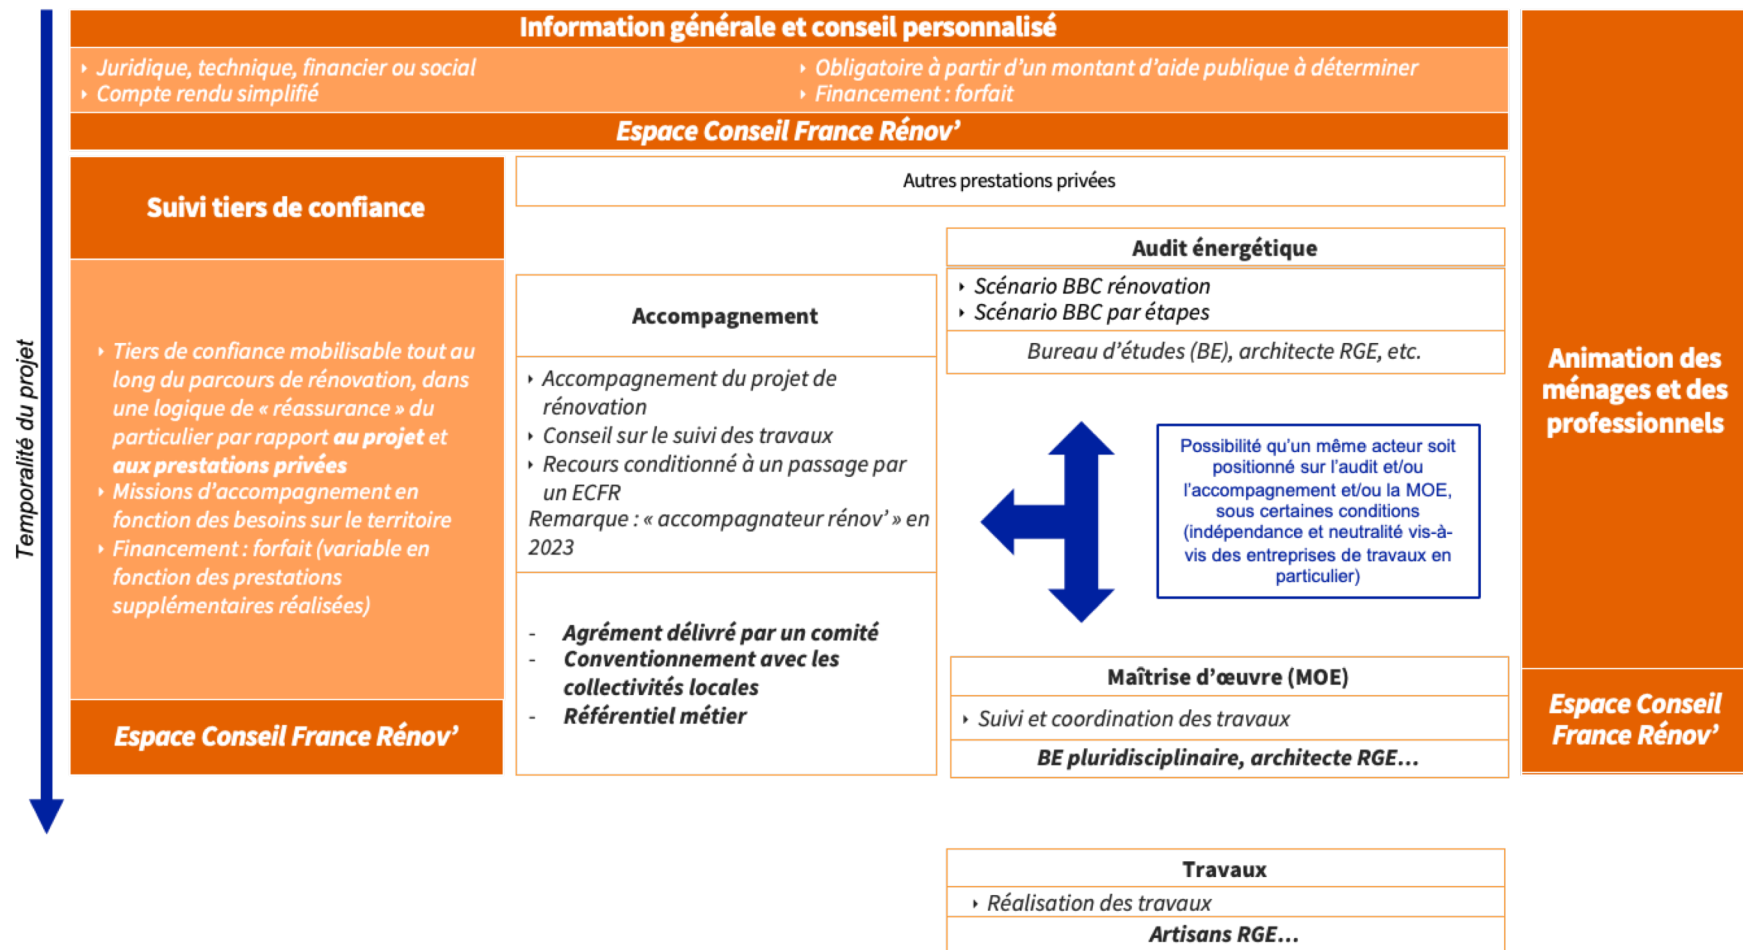 Information générale et conseil personnalisé
‣ Juridique, technique, financier ou social
‣ Compte rendu simplifié
‣ Obligatoire à partir d’un montant d’aide publique à déterminer
‣ Financement : forfait
Espace Conseil France Rénov’
Temporalité du projet
Suivi tiers de confiance
‣ Tiers de confiance mobilisable tout au
long du parcours de rénovation, dans
une logique de « réassurance » du
particulier par rapport au projet et
aux prestations privées
‣ Missions d’accompagnement en
fonction des besoins sur le territoire
‣ Financement : forfait (variable en
fonction des prestations
supplémentaires réalisées)
Espace Conseil France Rénov’
Autres prestations privées
Accompagnement
‣ Accompagnement du projet de
rénovation
‣ Conseil sur le suivi des travaux
‣ Recours conditionné à un passage par
un ECFR
Remarque : « accompagnateur rénov’ » en
2023
- Agrément délivré par un comité
- Conventionnement avec les
collectivités locales
- Référentiel métier
Audit énergétique
‣ Scénario BBC rénovation
‣ Scénario BBC par étapes
Bureau d’études (BE), architecte RGE, etc.
Possibilité qu’un même acteur soit
positionné sur l’audit et/ou
l’accompagnement et/ou la MOE,
sous certaines conditions
(indépendance et neutralité vis-à-
vis des entreprises de travaux en
particulier)
Maîtrise d’œuvre (MOE)
‣ Suivi et coordination des travaux
BE pluridisciplinaire, architecte RGE…
Travaux
‣ Réalisation des travaux
Artisans RGE…
Animation des
ménages et des
professionnels
Espace Conseil
France Rénov’